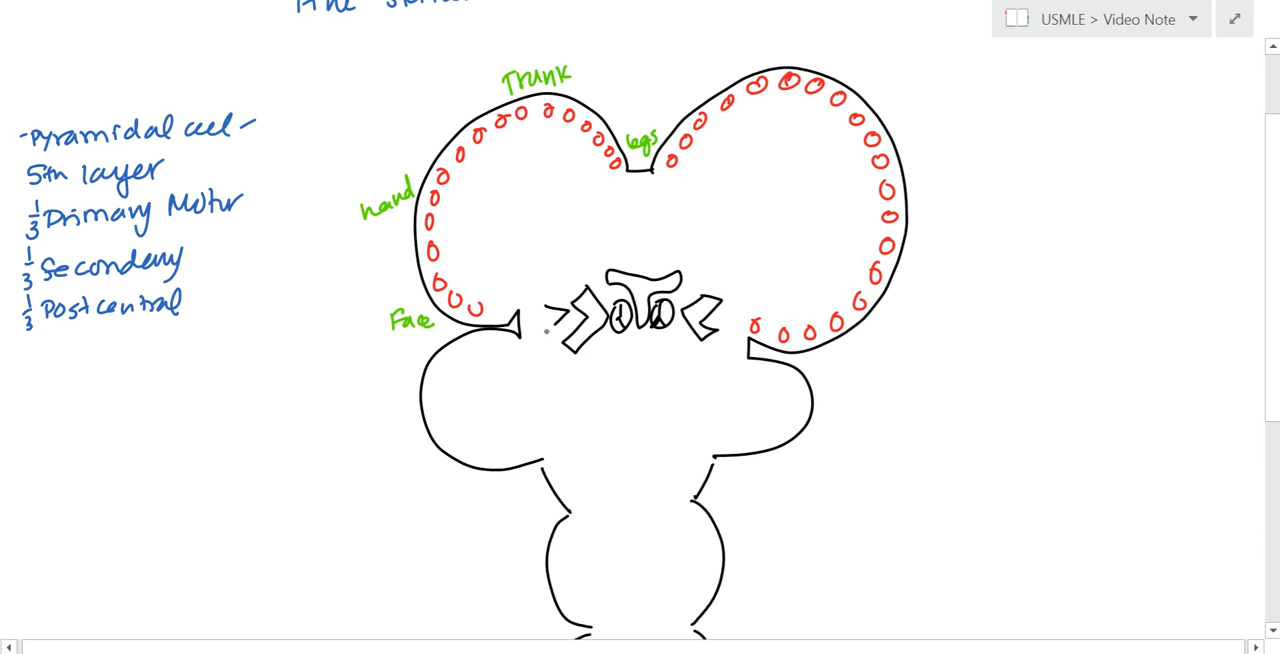 The
USMLE > Video Note
Trunk
legs
-Pyramidal cell-
5th layer
1/3 Primary Motor
1/3 Secondary
1/3 Postcentral
hand
Face